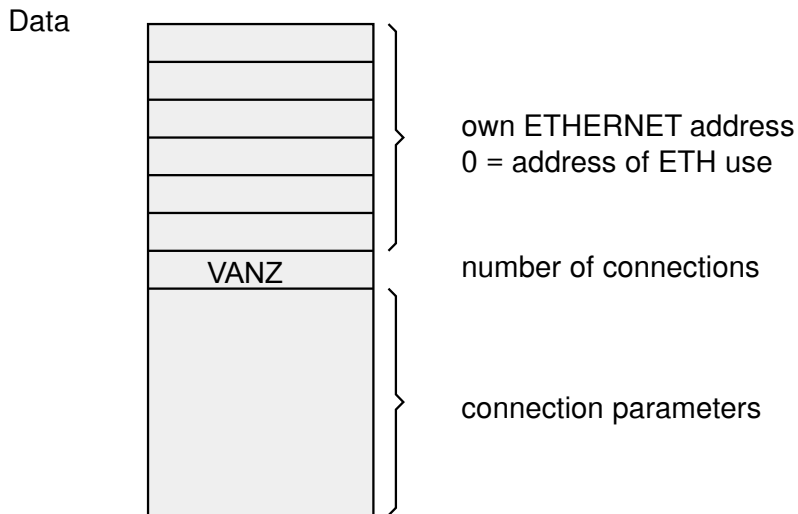 Data
own ETHERNET address
0 = address of ETH use
VANZ
number of connections
connection parameters